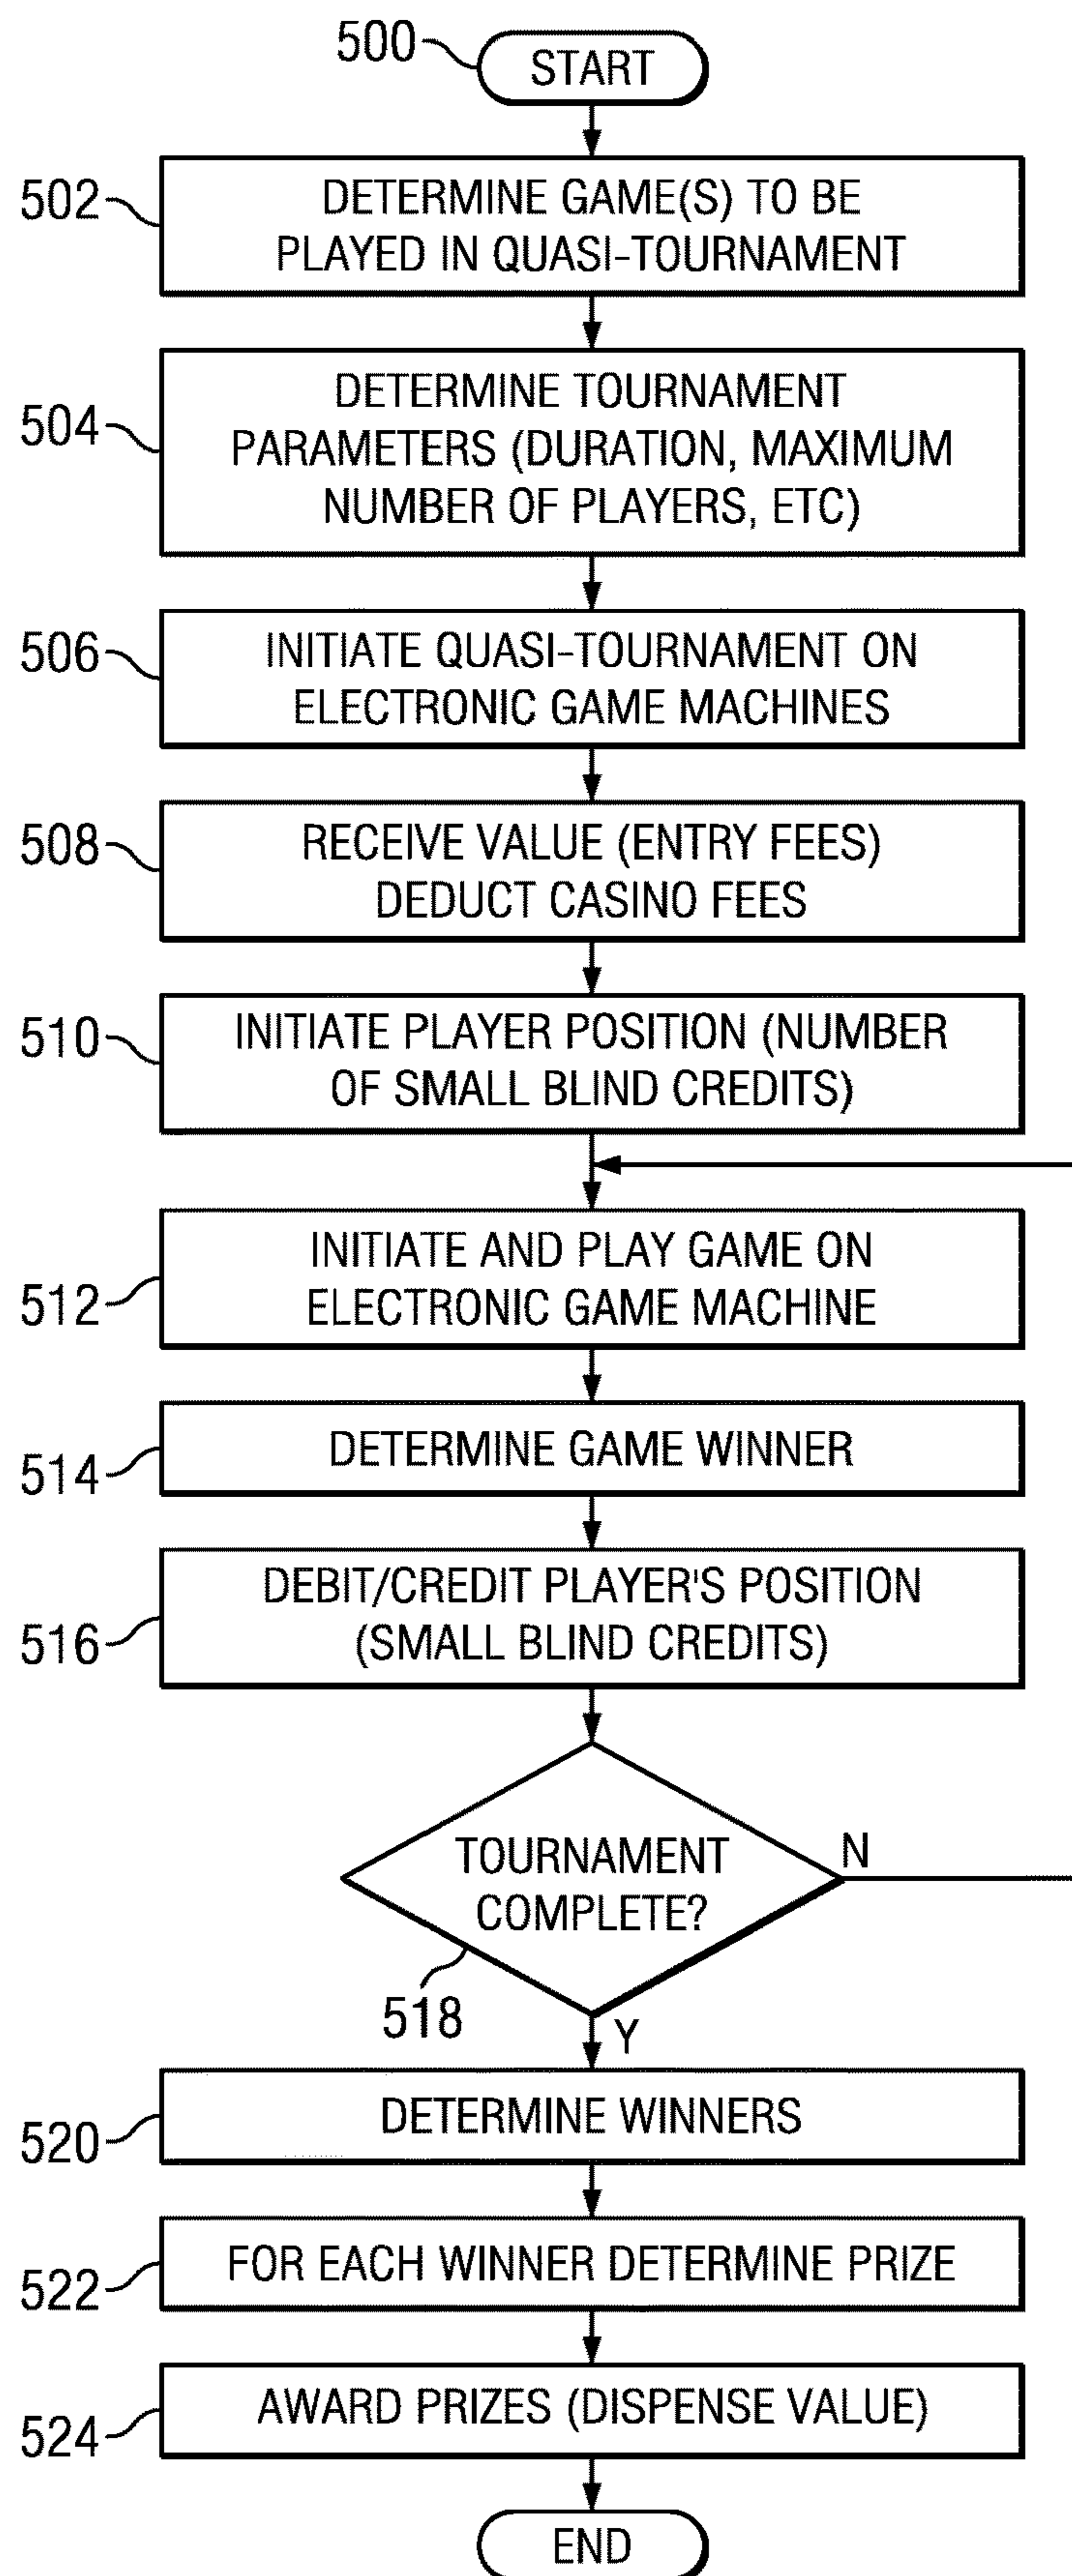 500
START
502
DETERMINE GAME(S) TO BE
PLAYED IN QUASI-TOURNAMENT
504
DETERMINE TOURNAMENT
PARAMETERS (DURATION, MAXIMUM
NUMBER OF PLAYERS, ETC)
506
INITIATE QUASI-TOURNAMENT ON
ELECTRONIC GAME MACHINES
508
RECEIVE VALUE (ENTRY FEES)
DEDUCT CASINO FEES
510
INITIATE PLAYER POSITION (NUMBER
OF SMALL BLIND CREDITS)
512
INITIATE AND PLAY GAME ON
ELECTRONIC GAME MACHINE
514
DETERMINE GAME WINNER
516
DEBIT/CREDIT PLAYER'S POSITION
(SMALL BLIND CREDITS)
TOURNAMENT
COMPLETE?
N
518
Y
520
DETERMINE WINNERS
522
FOR EACH WINNER DETERMINE PRIZE
524
AWARD PRIZES (DISPENSE VALUE)
END